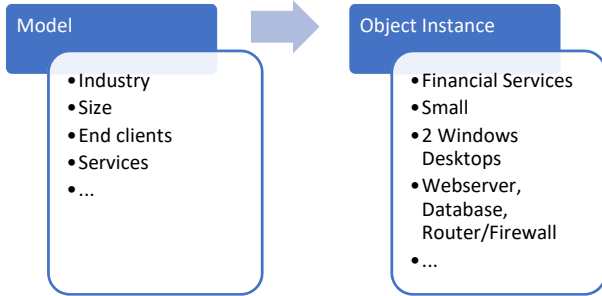 Model
•Industry
•Size
•End clients
•Services
•...
Object Instance
•Financial Services
•Small
•2 Windows
Desktops
•Webserver,
Database,
Router/Firewall
•...